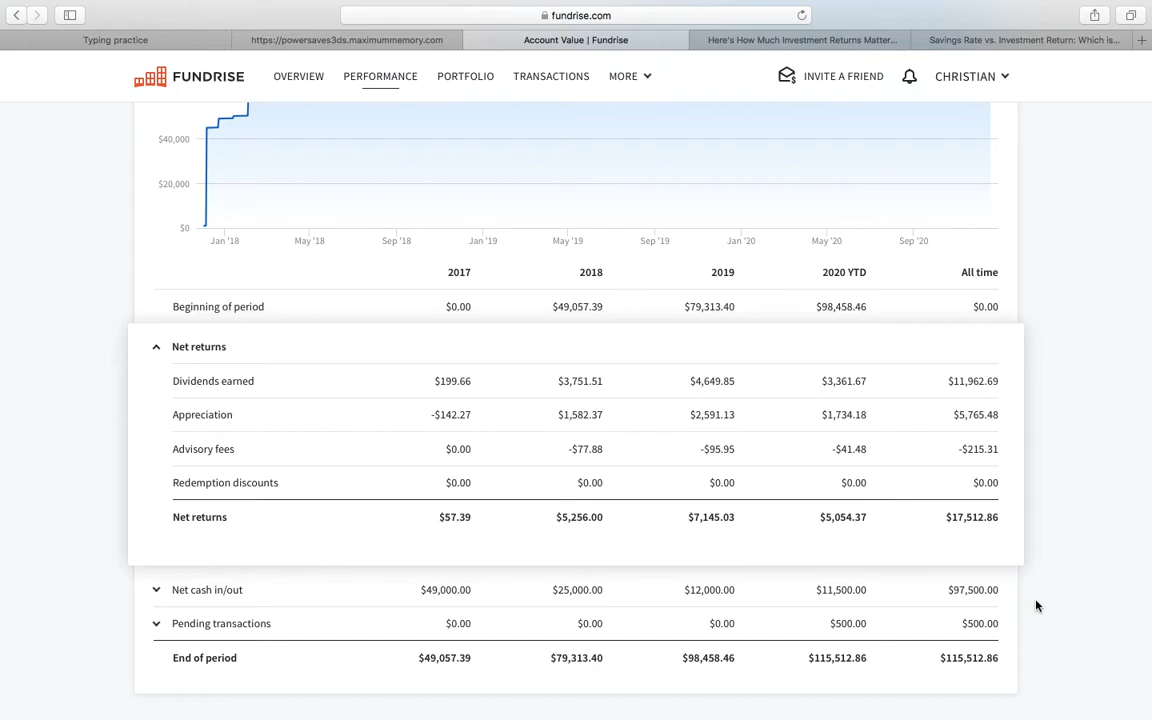 fundrise.com
Typing practice
https://powersaves3ds.maximummemory.com
Account Value | Fundrise
Here's How Much Investment Returns Matter...
Savings Rate vs. Investment Return: Which is...
FUNDRISE OVERVIEW PERFORMANCE PORTFOLIO TRANSACTIONS MORE INVITE A FRIEND CHRISTIAN
$40,000
$20,000
$0
Jan '18 May '18 Sep '18 Jan '19 May '19 Sep '19 Jan '20 May '20 Sep '20
2017 2018 2019 2020 YTD All time
Beginning of period $0.00 $49,057.39 $79,313.40 $98,458.46 $0.00
Net returns
Dividends earned $199.66 $3,751.51 $4,649.85 $3,361.67 $11,962.69
Appreciation -$142.27 $1,582.37 $2,591.13 $1,734.18 $5,765.48
Advisory fees $0.00 -$77.88 -$95.95 -$41.48 -$215.31
Redemption discounts $0.00 $0.00 $0.00 $0.00 $0.00
Net returns $57.39 $5,256.00 $7,145.03 $5,054.37 $17,512.86
Net cash in/out $49,000.00 $25,000.00 $12,000.00 $11,500.00 $97,500.00
Pending transactions $0.00 $0.00 $0.00 $500.00 $500.00
End of period $49,057.39 $79,313.40 $98,458.46 $115,512.86 $115,512.86